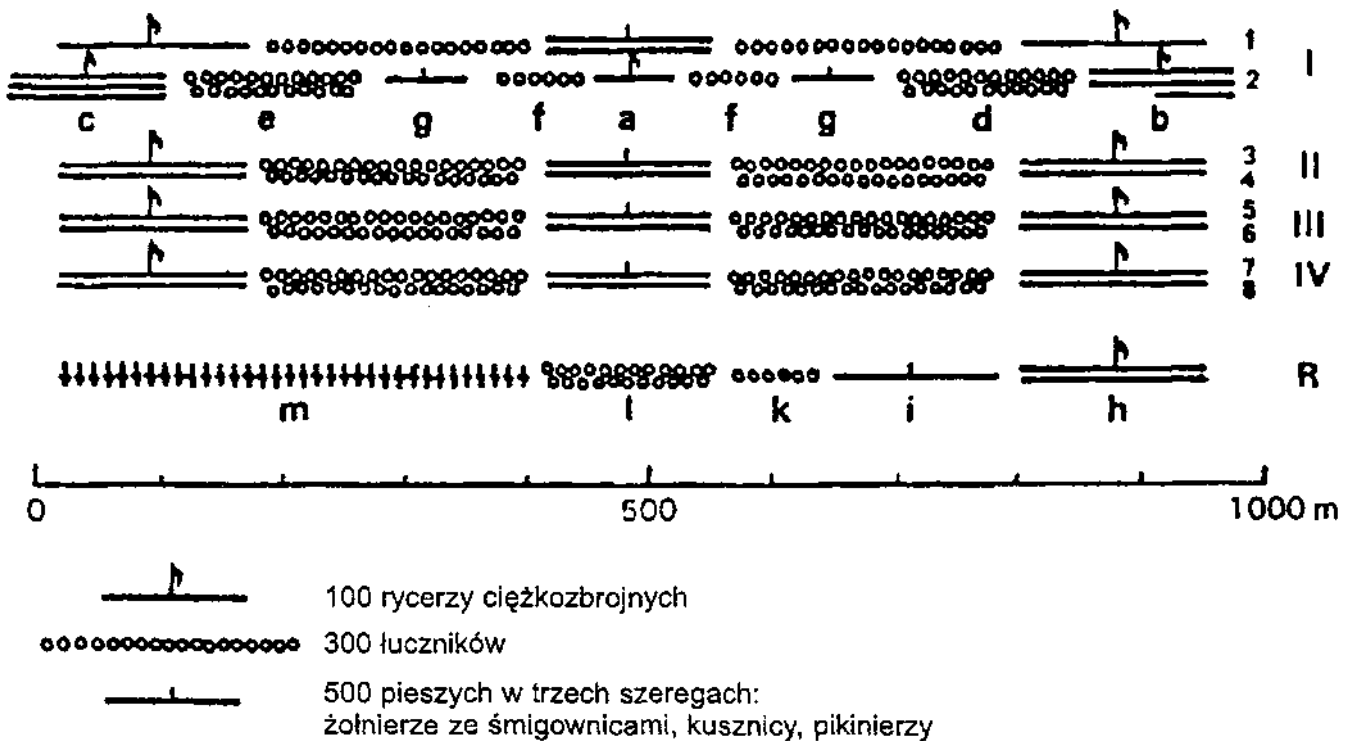 1
I
2
c e g f a f g d b
3
II
4
5
III
6
7
IV
8
R
m l k i h
0 500 1000 m
100 rycerzy ciężkozbrojnych
300 łuczników
500 pieszych w trzech szeregach:
żołnierze ze śmigownicami, kusznicy, pikinierzy